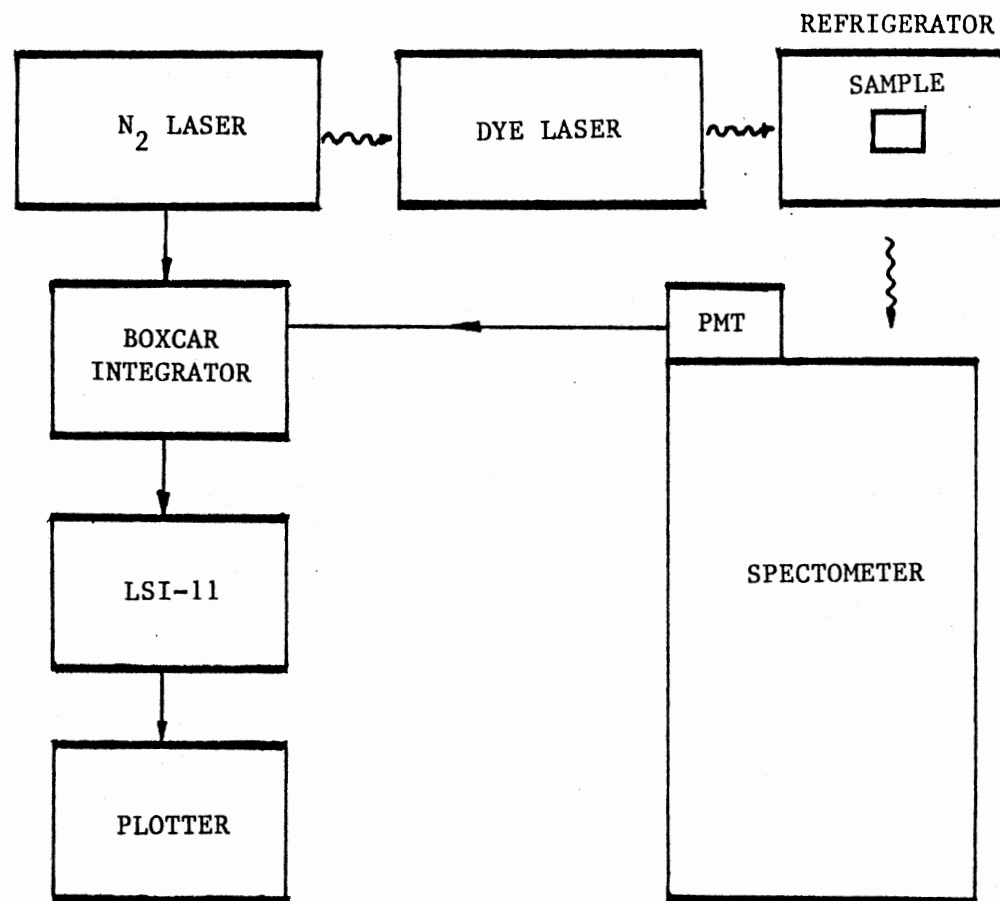 REFRIGERATOR
N2 LASER
DYE LASER
SAMPLE
PMT
BOXCAR
INTEGRATOR
LSI-11
SPECTOMETER
PLOTTER